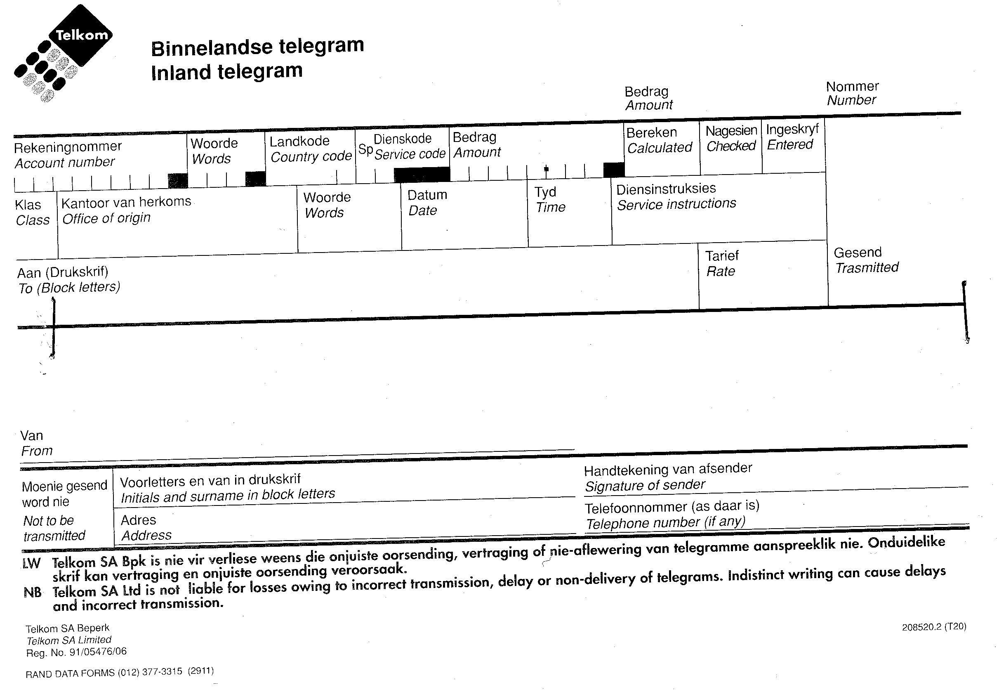 Telkom
Binnelandse telegram
Inland telegram
Bedrag
Amount
Nommer
Number
Rekeningnommer
Account number
Woorde
Words
Landkode
Country code
Sp
Dienskode
Service code
Bedrag
Amount
Bereken
Calculated
Nagesien
Checked
Ingeskryf
Entered
Klas
Class
Kantoor van herkoms
Office of origin
Woorde
Words
Datum
Date
Tyd
Time
Diensinstruksies
Service instructions
Aan (Drukskrif)
To (Block letters)
Tarief
Rate
Gesend
Trasmitted
Van
From
Moenie gesend
word nie
Not to be
transmitted
Voorletters en van in drukskrif
Initials and surname in block letters
Adres
Address
Handtekening van afsender
Signature of sender
Telefoonnommer (as daar is)
Telephone number (if any)
LW Telkom SA Bpk is nie vir verliese weens die onjuiste oorsending, vertraging of nie-aflewering van telegramme aanspreeklik nie. Onduidelike
skrif kan vertraging en onjuiste oorsending veroorsaak.
NB Telkom SA Ltd is not liable for losses owing to incorrect transmission, delay or non-delivery of telegrams. Indistinct writing can cause delays
and incorrect transmission.
Telkom SA Beperk
Telkom SA Limited
Reg. No. 91/05476/06
208520.2 (T20)
RAND DATA FORMS (012) 377-3315 (2911)